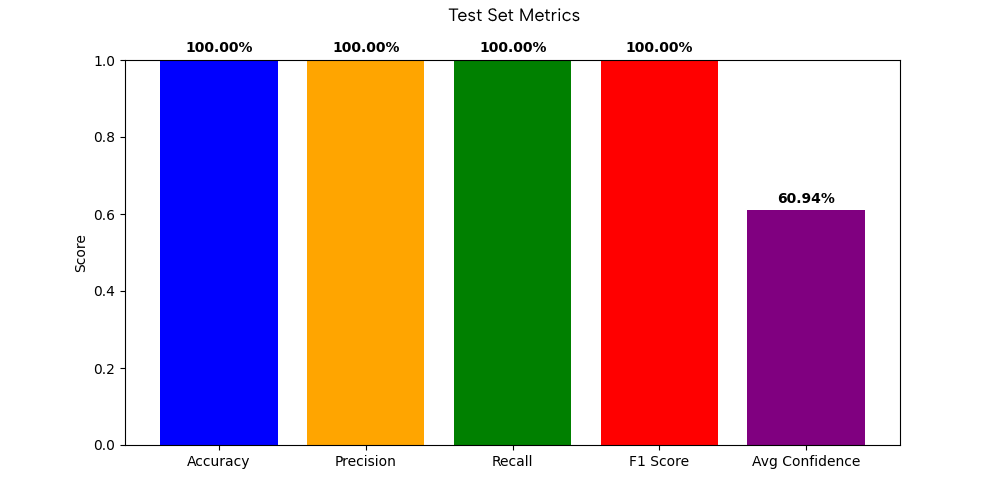 Test Set Metrics
100.00% 100.00% 100.00% 100.00%
1.0
0.8
60.94%
0.6
Score
0.4
0.2
0.0
Accuracy Precision Recall F1 Score Avg Confidence